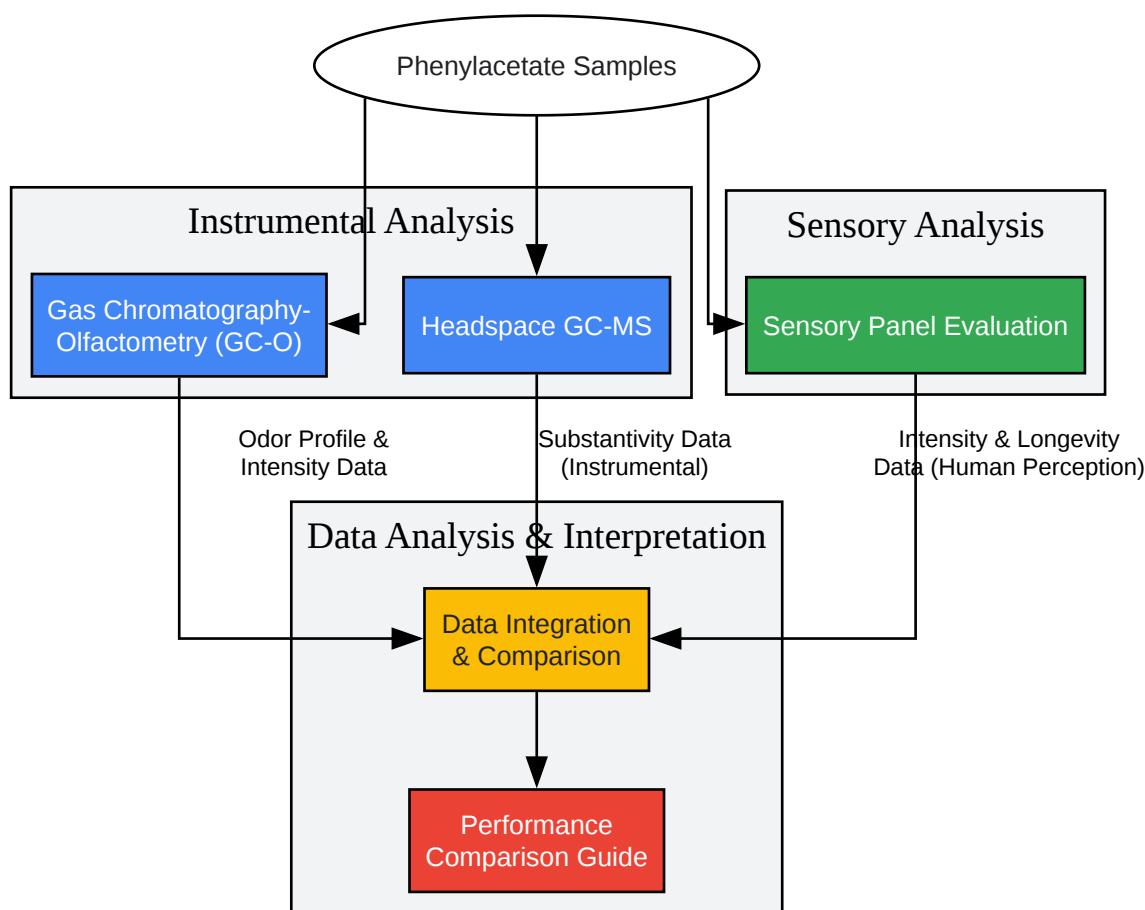 Phenylacetate Samples
Instrumental Analysis
Sensory Analysis
Gas Chromatography-
Olfactometry (GC-O)
Headspace GC-MS
Sensory Panel Evaluation
Odor Profile &
Intensity Data
Substantivity Data
(Instrumental)
Intensity & Longevity
Data (Human Perception)
Data Analysis & Interpretation
Data Integration
& Comparison
Performance
Comparison Guide